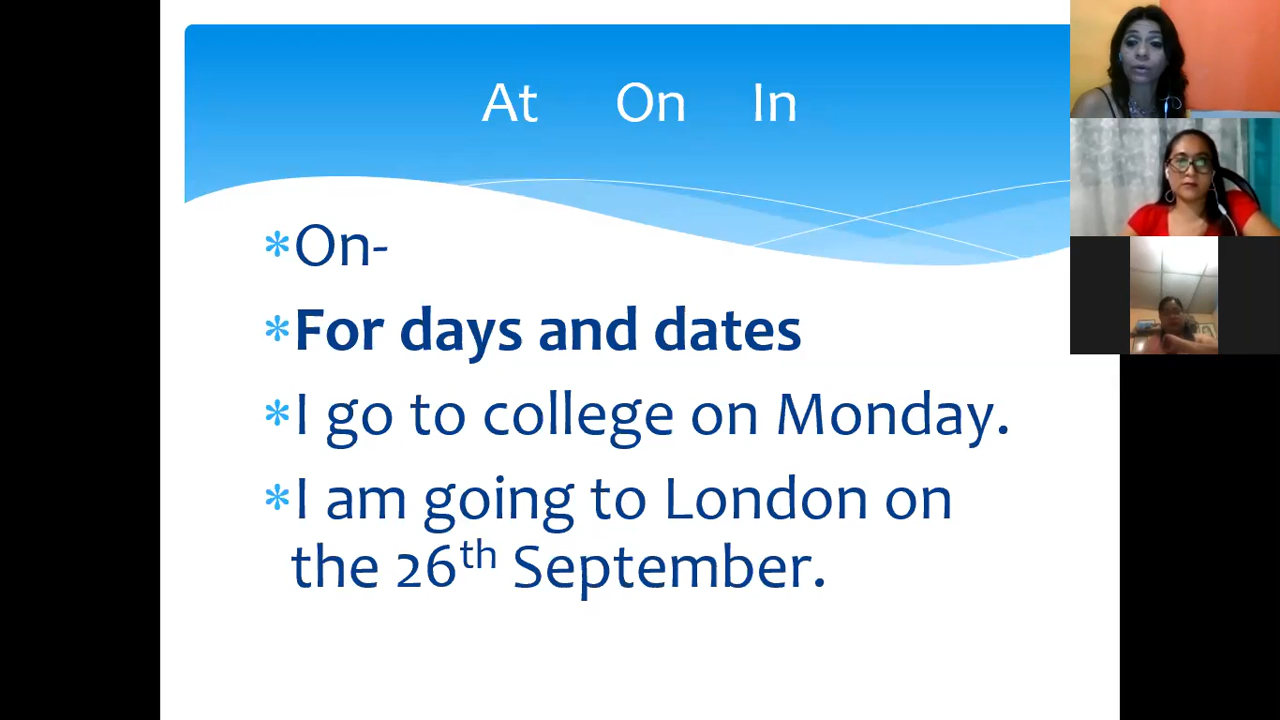 At On In
*On-
*For days and dates
*I go to college on Monday.
*I am going to London on
the 26th September.